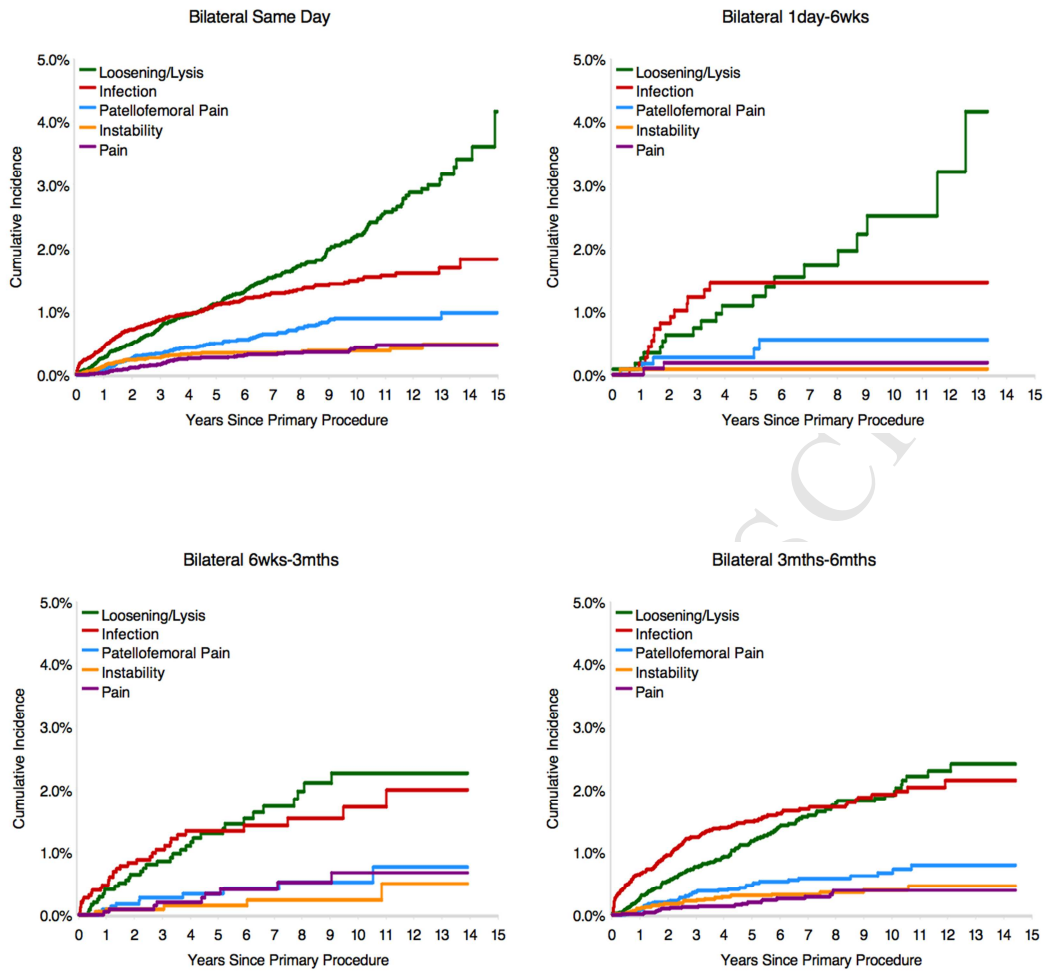 Bilateral Same Day
5.0%
4.0%
3.0%
2.0%
1.0%
0.0%
Cumulative Incidence
Loosening/Lysis
Infection
Patellofemoral Pain
Instability
Pain
0 1 2 3 4 5 6 7 8 9 10 11 12 13 14 15
Years Since Primary Procedure
Bilateral 1day-6wks
5.0%
4.0%
3.0%
2.0%
1.0%
0.0%
Cumulative Incidence
Loosening/Lysis
Infection
Patellofemoral Pain
Instability
Pain
0 1 2 3 4 5 6 7 8 9 10 11 12 13 14 15
Years Since Primary Procedure
Bilateral 6wks-3mths
5.0%
4.0%
3.0%
2.0%
1.0%
0.0%
Cumulative Incidence
Loosening/Lysis
Infection
Patellofemoral Pain
Instability
Pain
0 1 2 3 4 5 6 7 8 9 10 11 12 13 14 15
Years Since Primary Procedure
Bilateral 3mths-6mths
5.0%
4.0%
3.0%
2.0%
1.0%
0.0%
Cumulative Incidence
Loosening/Lysis
Infection
Patellofemoral Pain
Instability
Pain
0 1 2 3 4 5 6 7 8 9 10 11 12 13 14 15
Years Since Primary Procedure